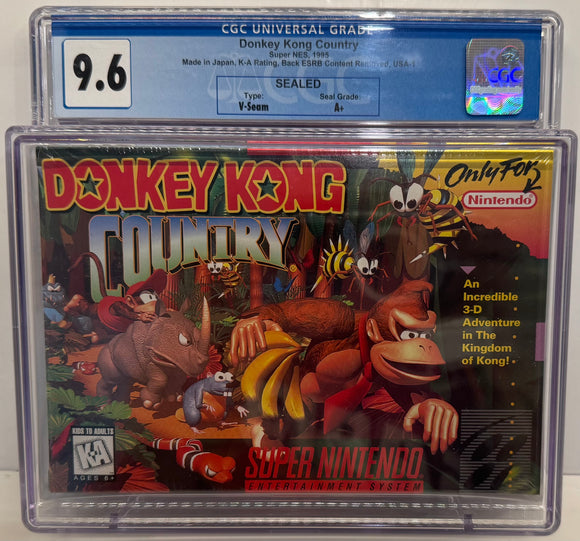 CGC UNIVERSAL GRADE
9.6
Donkey Kong Country
Super NES, 1995
Made in Japan, K-A Rating, Back ESRB Content Removed, USA-1
SEALED
Type:
V-Seam
Seal Grade:
A+
CGC
DONKEY KONG
COUNTRY
Only For
Nintendo
An
Incredible
3-D
Adventure
in The
Kingdom
of Kong!
KIDS TO ADULTS
KA
AGES 6+
SUPER NINTENDO
ENTERTAINMENT SYSTEM